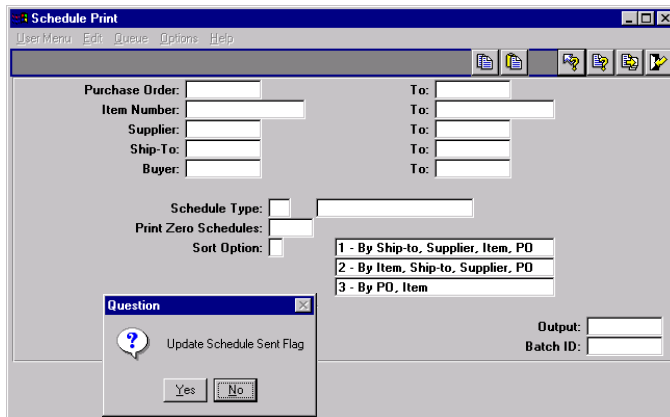 Schedule Print
User Menu Edit Queue Options Help
Purchase Order: To:
Item Number: To:
Supplier: To:
Ship-To: To:
Buyer: To:
Schedule Type:
Print Zero Schedules:
Sort Option: 1 - By Ship-to, Supplier, Item, PO
2 - By Item, Ship-to, Supplier, PO
3 - By PO, Item
Question
Update Schedule Sent Flag
Yes No
Output:
Batch ID: